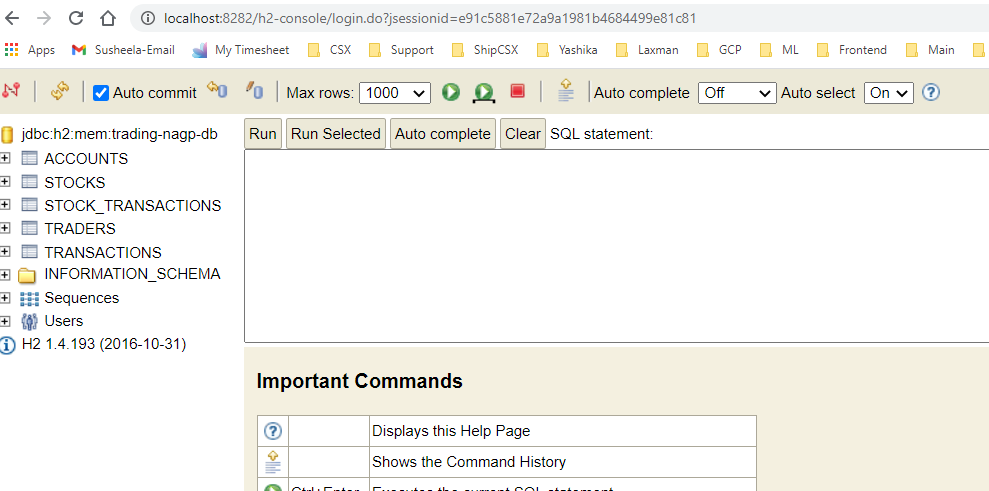 localhost:8282/h2-console/login.do?jsessionid=e91c5881e72a9a1981b4684499e81c81
Apps Susheela-Email My Timesheet CSX Support ShipCSX Yashika Laxman GCP ML Frontend Main
Auto commit Max rows: 1000 Auto complete Off Auto select On
Run Run Selected Auto complete Clear SQL statement:
jdbc:h2:mem:trading-nagp-db
ACCOUNTS
STOCKS
STOCK_TRANSACTIONS
TRADERS
TRANSACTIONS
INFORMATION_SCHEMA
Sequences
Users
H2 1.4.193 (2016-10-31)
Important Commands
Displays this Help Page
Shows the Command History
Ctrl+Enter Executes the current SQL statement